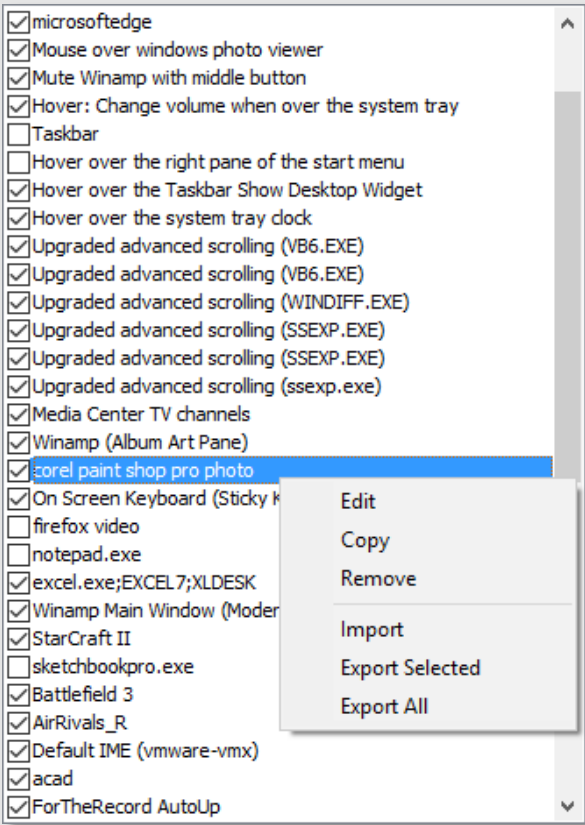 microsoftedge
Mouse over windows photo viewer
Mute Winamp with middle button
Hover: Change volume when over the system tray
Taskbar
Hover over the right pane of the start menu
Hover over the Taskbar Show Desktop Widget
Hover over the system tray clock
Upgraded advanced scrolling (VB6.EXE)
Upgraded advanced scrolling (VB6.EXE)
Upgraded advanced scrolling (WINDIFF.EXE)
Upgraded advanced scrolling (SSEXP.EXE)
Upgraded advanced scrolling (SSEXP.EXE)
Upgraded advanced scrolling (ssexp.exe)
Media Center TV channels
Winamp (Album Art Pane)
corel paint shop pro photo
On Screen Keyboard (Sticky K
firefox video
notepad.exe
excel.exe;EXCEL7;XLDESK
Winamp Main Window (Moder
StarCraft II
sketchbookpro.exe
Battlefield 3
AirRivals_R
Default IME (vmware-vmx)
acad
ForTheRecord AutoUp
Edit
Copy
Remove
Import
Export Selected
Export All